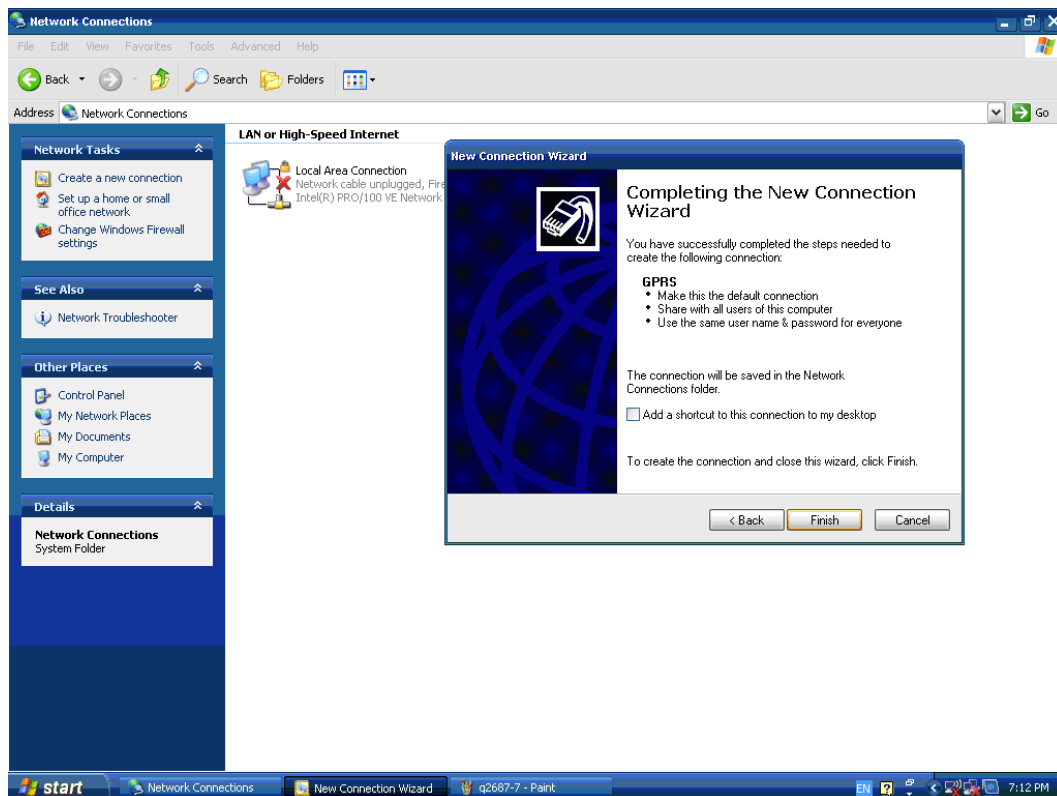 Network Connections
File Edit View Favorites Tools Advanced Help
Back Search Folders
Address Network Connections Go
Network Tasks
Create a new connection
Set up a home or small
office network
Change Windows Firewall
settings
See Also
Network Troubleshooter
Other Places
Control Panel
My Network Places
My Documents
My Computer
Details
Network Connections
System Folder
LAN or High-Speed Internet
Local Area Connection
Network cable unplugged,
Intel(R) PRO/100 VE Network
New Connection Wizard
Completing the New Connection
Wizard
You have successfully completed the steps needed to
create the following connection:
GPRS
• Make this the default connection
• Share with all users of this computer
• Use the same user name & password for everyone
The connection will be saved in the Network
Connections folder.
Add a shortcut to this connection to my desktop
To create the connection and close this wizard, click Finish.
< Back Finish Cancel
start Network Connections New Connection Wizard q2687-7 - Paint EN 7:12 PM